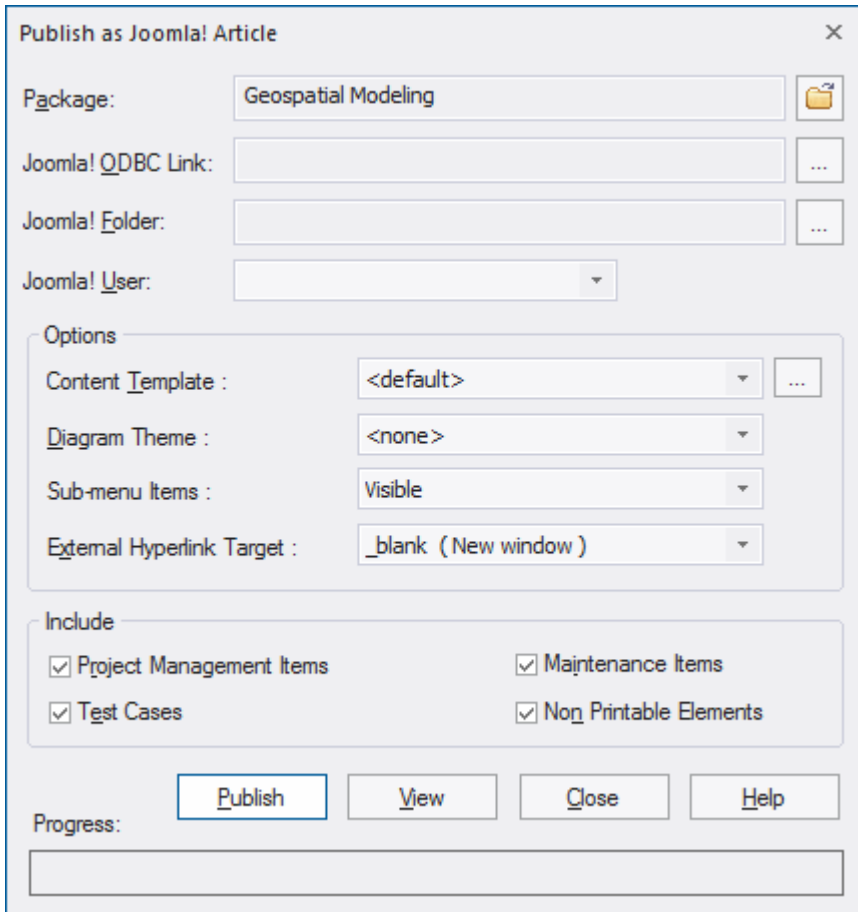 Publish as Joomla! Article
Package: Geospatial Modeling
Joomla! ODBC Link: ...
Joomla! Folder: ...
Joomla! User:
Options
Content Template : <default> ...
Diagram Theme : <none>
Sub-menu Items : Visible
External Hyperlink Target : _blank ( New window )
Include
Project Management Items Maintenance Items
Test Cases Non Printable Elements
Publish View Close Help
Progress: